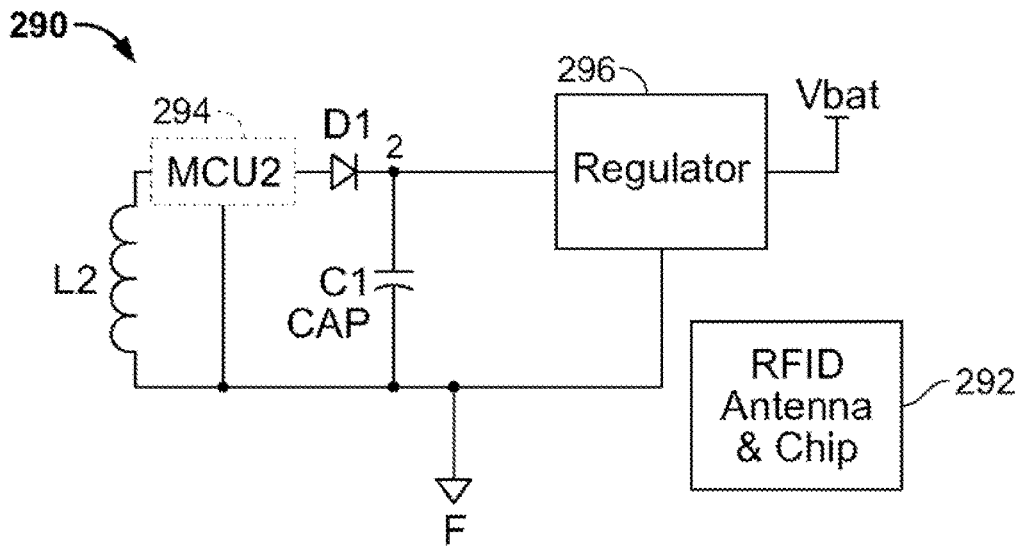 290
294
MCU2
D1
2
296
Regulator
Vbat
L2
C1
CAP
RFID
Antenna
& Chip
292
F